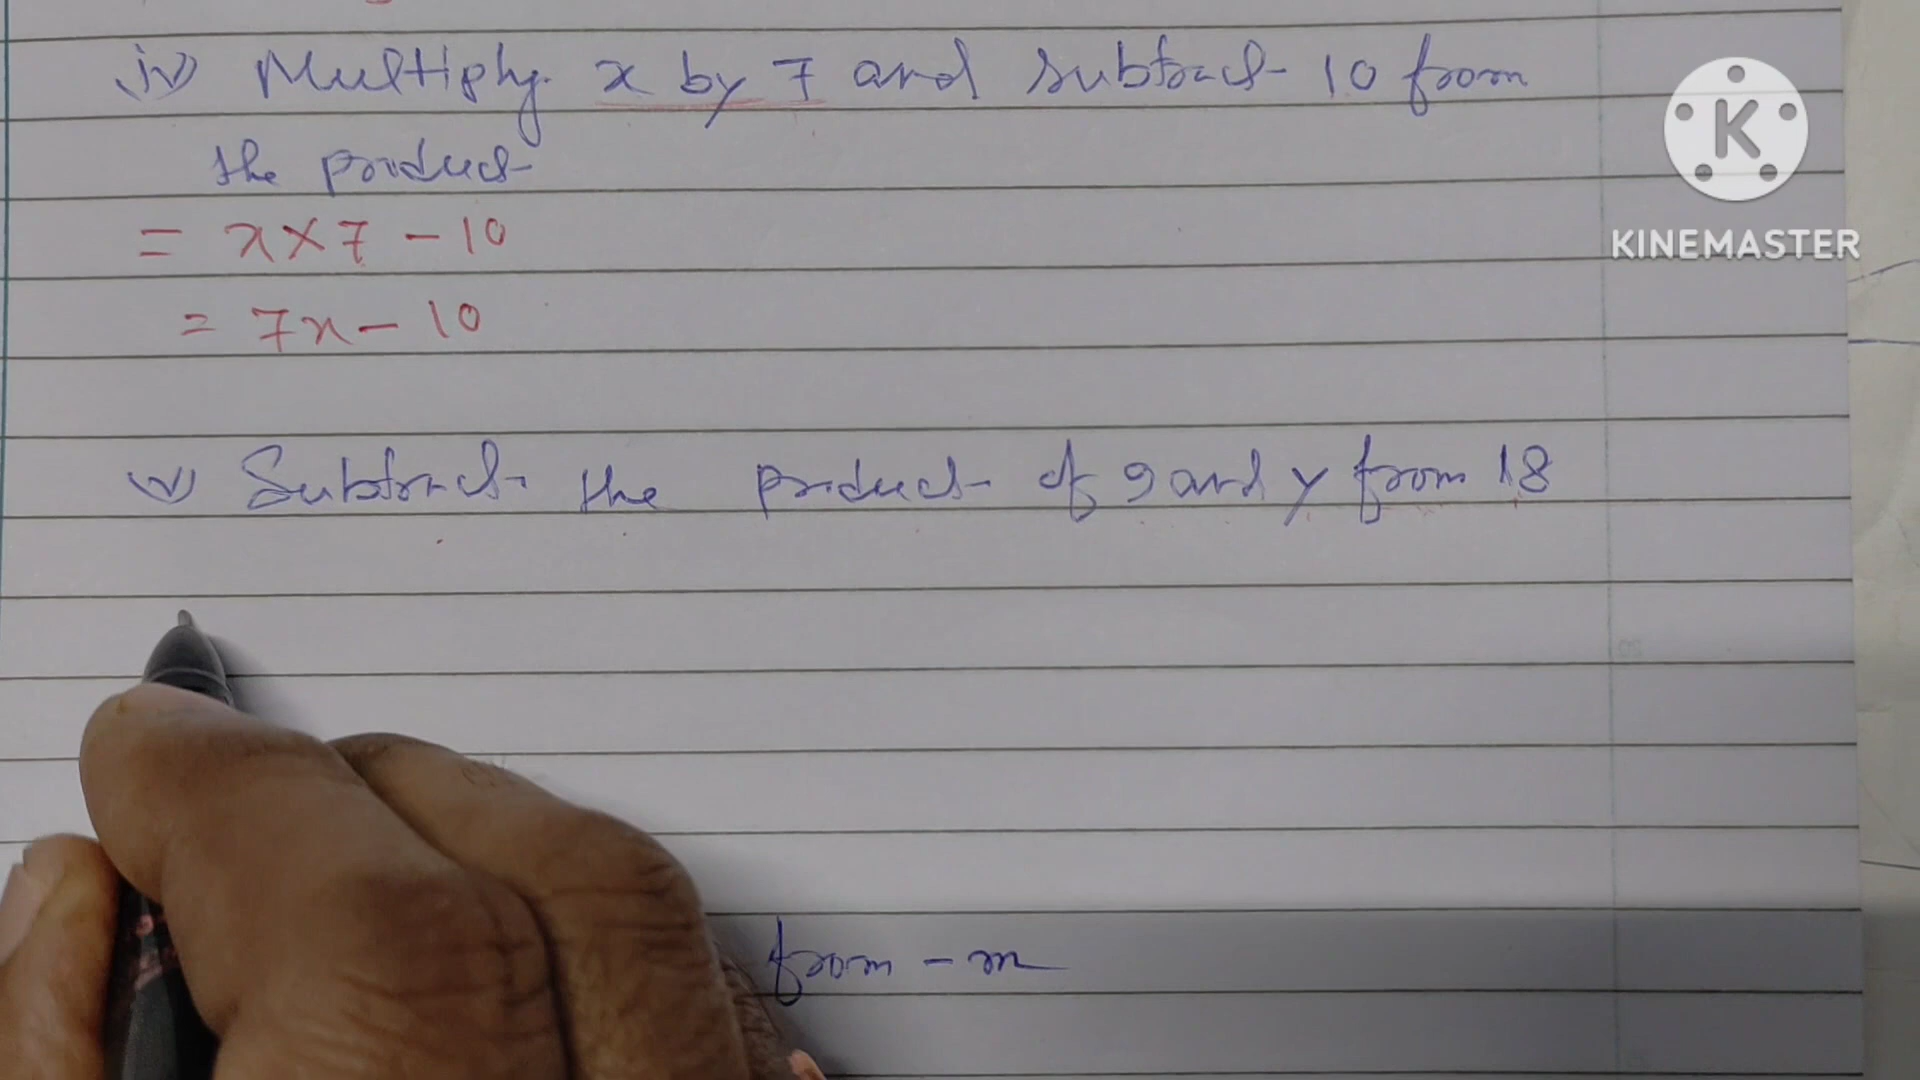 iv) Multiply x by 7 and subtract 10 from
the product
= x × 7 - 10
= 7x - 10
v) Subtract the product of 9 and y from 18
from - m
K
KINEMASTER